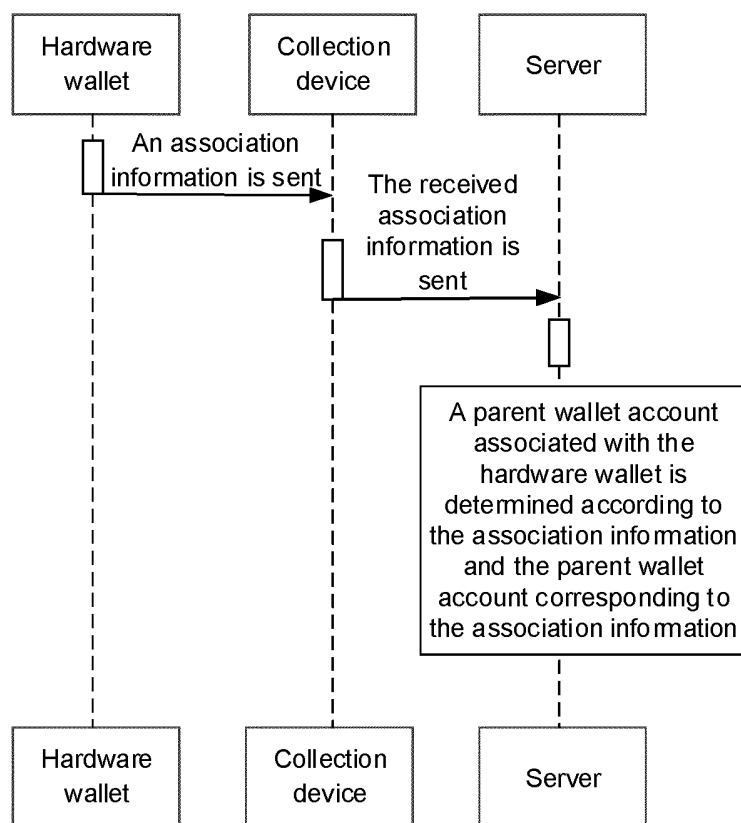 Hardware
wallet
Collection
device
Server
An association
information is sent
The received
association
information is
sent
A parent wallet account
associated with the
hardware wallet is
determined according to
the association information
and the parent wallet
account corresponding to
the association information
Hardware
wallet
Collection
device
Server